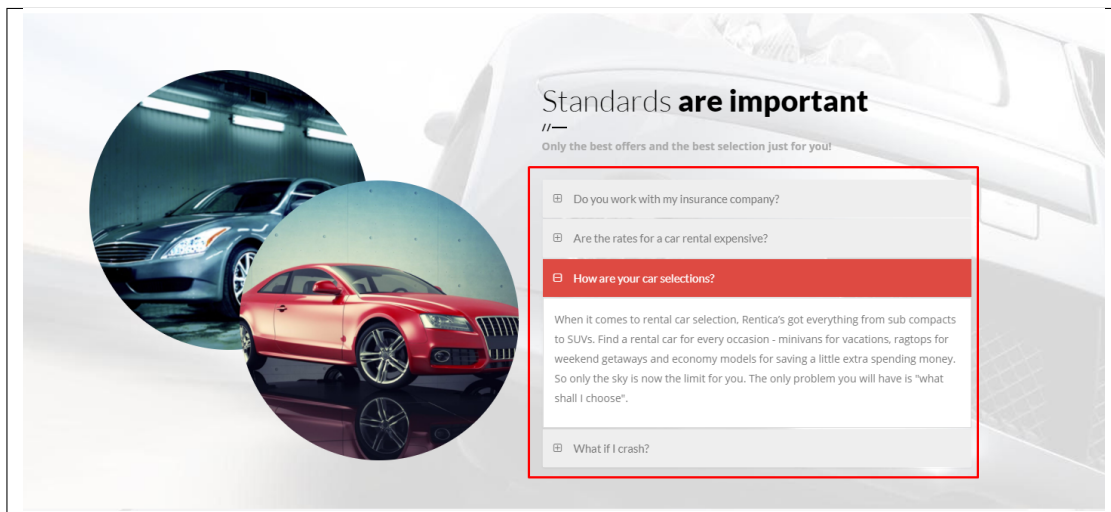 Standards are important
//—
Only the best offers and the best selection just for you!
Do you work with my insurance company?
Are the rates for a car rental expensive?
How are your car selections?
When it comes to rental car selection, Rentica's got everything from sub compacts
to SUVs. Find a rental car for every occasion - minivans for vacations, ragtops for
weekend getaways and economy models for saving a little extra spending money.
So only the sky is now the limit for you. The only problem you will have is "what
shall I choose".
What if I crash?